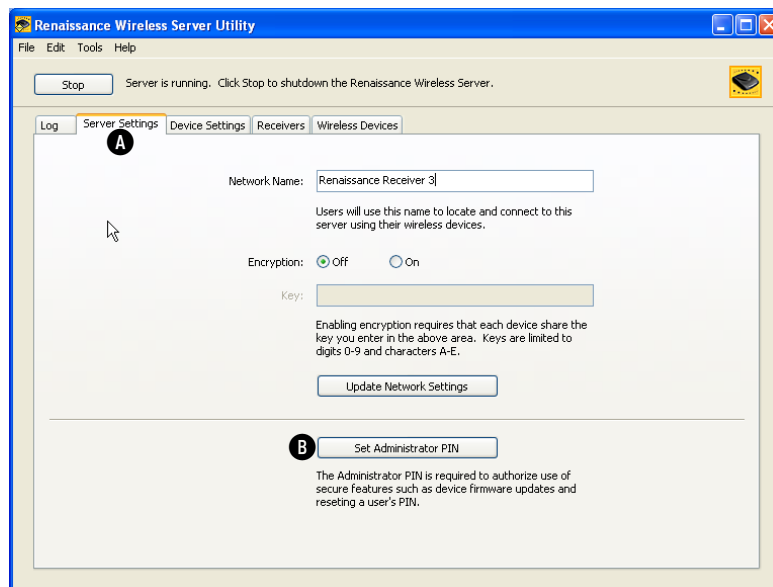 Renaissance Wireless Server Utility
File Edit Tools Help
Stop Server is running. Click Stop to shutdown the Renaissance Wireless Server.
Log Server Settings Device Settings Receivers Wireless Devices
A
Network Name: Renaissance Receiver 3
Users will use this name to locate and connect to this
server using their wireless devices.
Encryption: Off On
Key:
Enabling encryption requires that each device share the
key you enter in the above area. Keys are limited to
digits 0-9 and characters A-E.
Update Network Settings
B Set Administrator PIN
The Administrator PIN is required to authorize use of
secure features such as device firmware updates and
reseting a user's PIN.